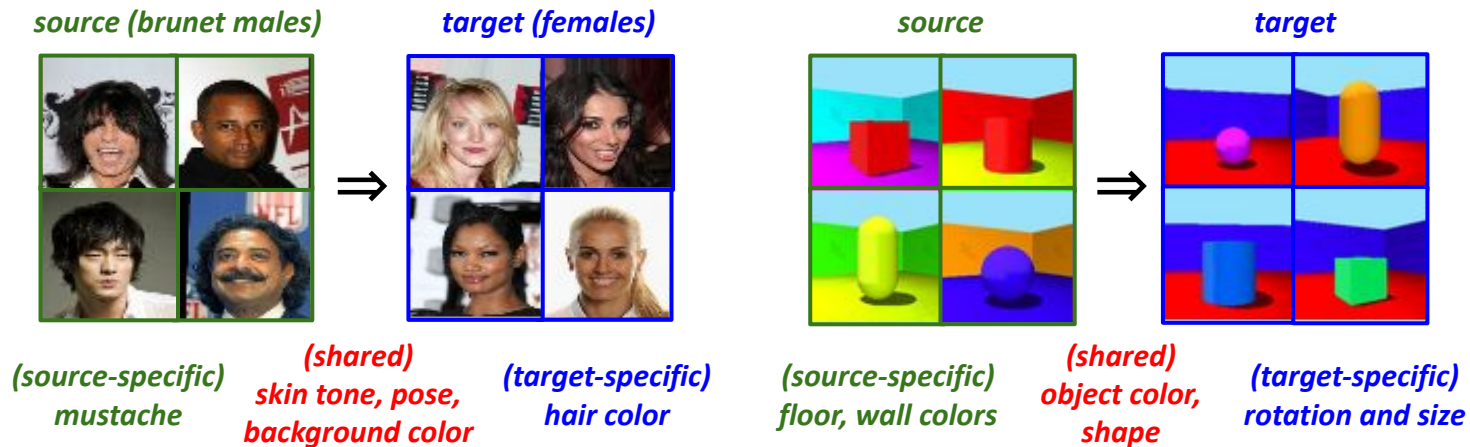 source (brunet males)
target (females)
source
target
NFL
⇒
⇒
(source-specific)
mustache
(shared)
skin tone, pose,
background color
(target-specific)
hair color
(source-specific)
floor, wall colors
(shared)
object color,
shape
(target-specific)
rotation and size